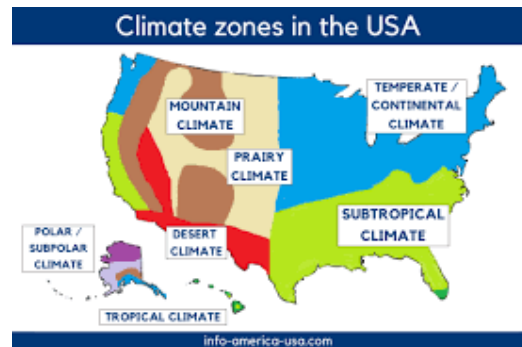 Climate zones in the USA
TEMPERATE /
CONTINENTAL
CLIMATE
MOUNTAIN
CLIMATE
PRAIRY
CLIMATE
SUBTROPICAL
CLIMATE
POLAR /
SUBPOLAR
CLIMATE
DESERT
CLIMATE
TROPICAL CLIMATE
info-america-usa.com